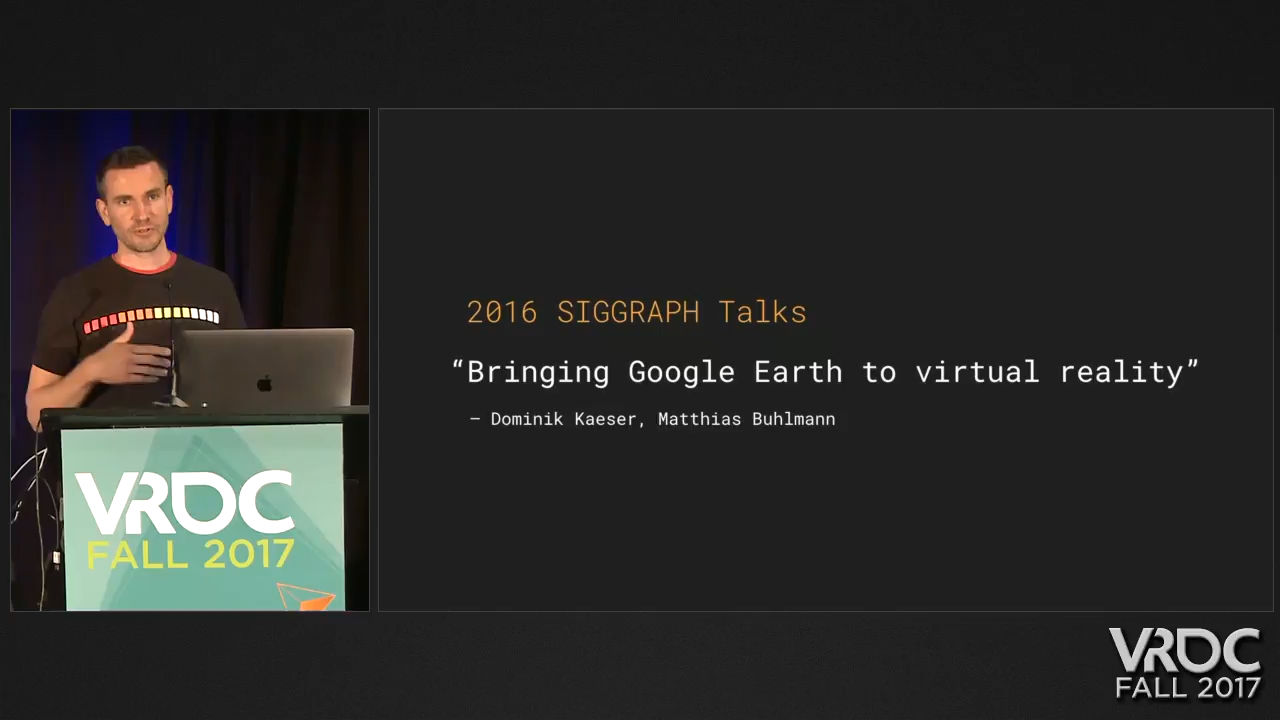 2016 SIGGRAPH Talks
“Bringing Google Earth to virtual reality”
– Dominik Kaeser, Matthias Buhlmann
VRDC
FALL 2017
VRDC
FALL 2017